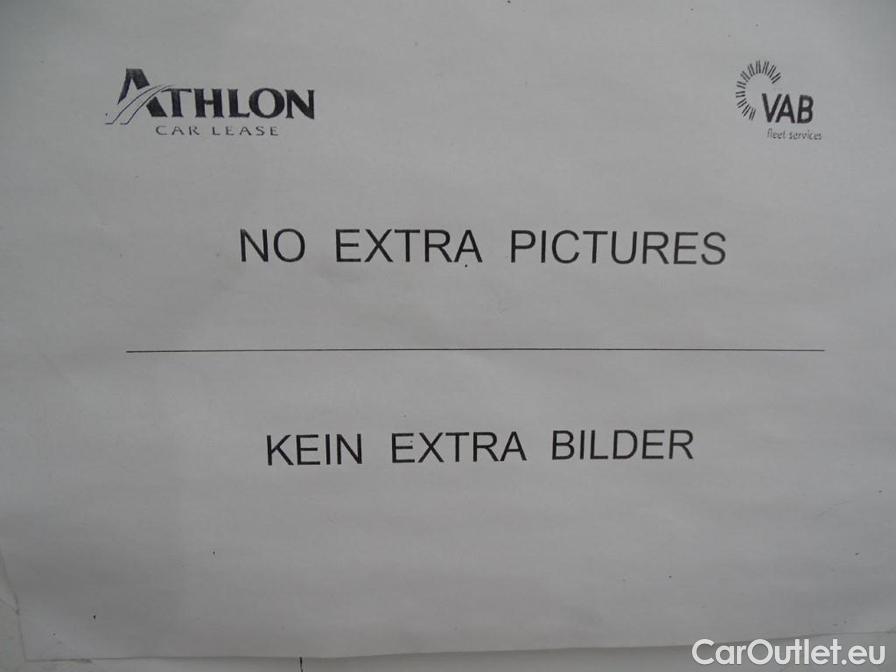 ATHLON
CAR LEASE
VAB
fleet services
NO EXTRA PICTURES
KEIN EXTRA BILDER
CarOutlet.eu